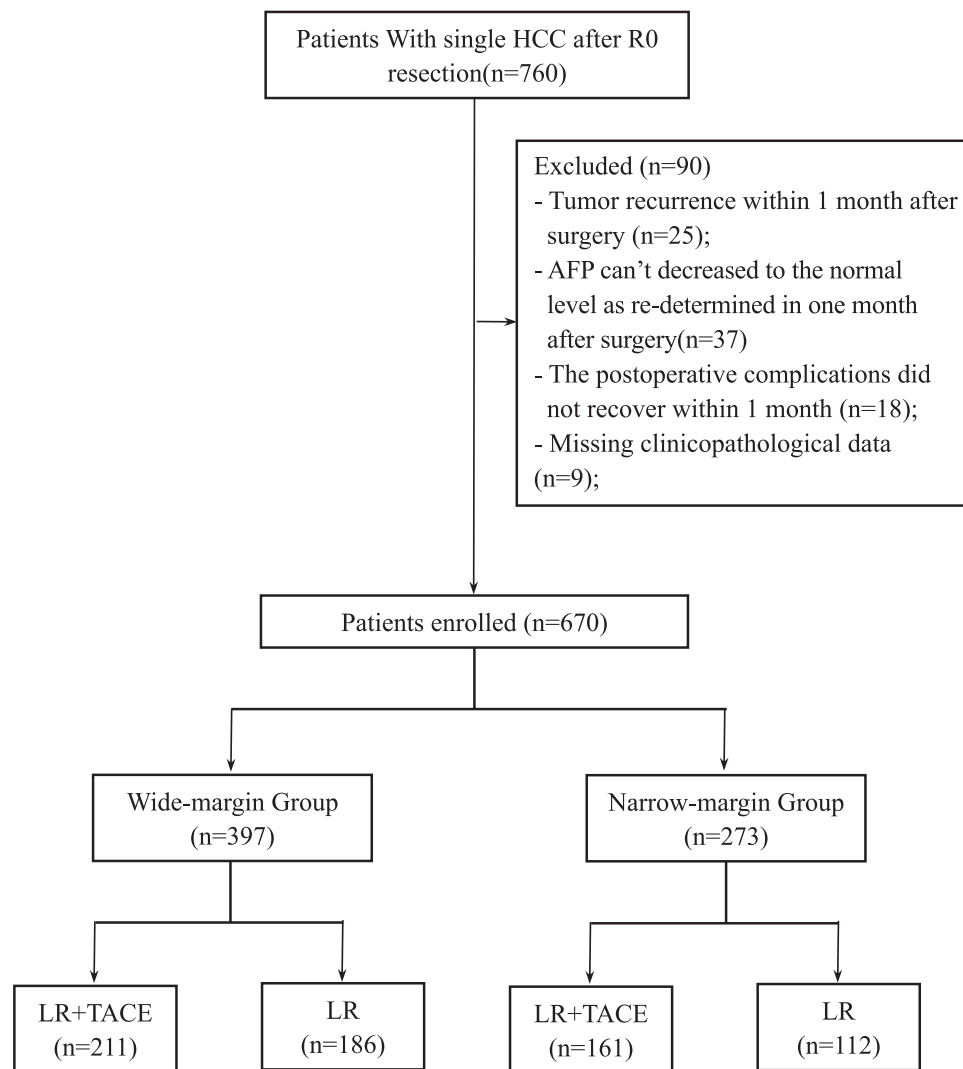 Patients With single HCC after R0
resection(n=760)
Excluded (n=90)
- Tumor recurrence within 1 month after
surgery (n=25);
- AFP can’t decreased to the normal
level as re-determined in one month
after surgery(n=37)
- The postoperative complications did
not recover within 1 month (n=18);
- Missing clinicopathological data
(n=9);
Patients enrolled (n=670)
Wide-margin Group
(n=397)
Narrow-margin Group
(n=273)
LR+TACE
(n=211)
LR
(n=186)
LR+TACE
(n=161)
LR
(n=112)